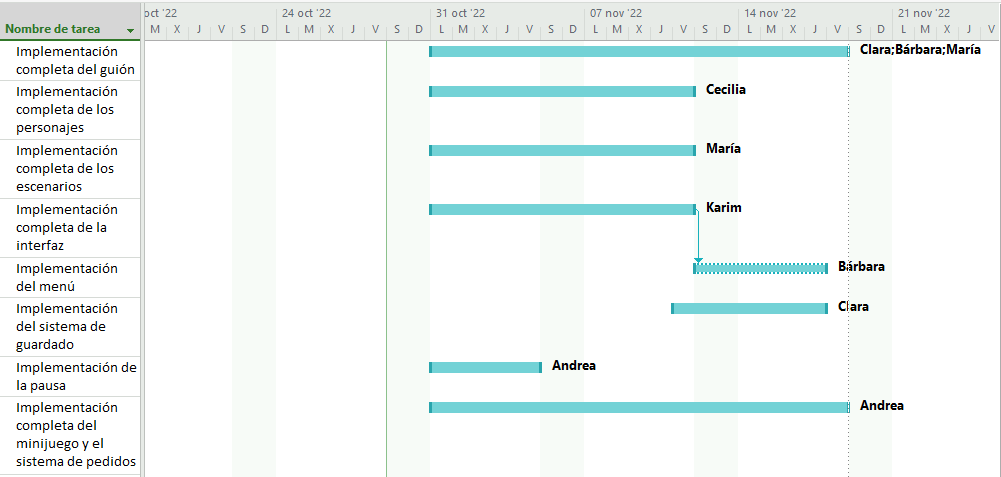 oct '22 24 oct '22 31 oct '22 07 nov '22 14 nov '22 21 nov '22
Nombre de tarea M X J V S D L M X J V S D L M X J V S D L M X J V S D L M X J V S D L M X J V
Implementación
completa del guión
Clara;Bárbara;María
Implementación
completa de los
personajes
Cecilia
Implementación
completa de los
escenarios
María
Implementación
completa de la
interfaz
Karim
Implementación
del menú
Bárbara
Implementación
del sistema de
guardado
Clara
Implementación de
la pausa
Andrea
Implementación
completa del
minijuego y el
sistema de pedidos
Andrea